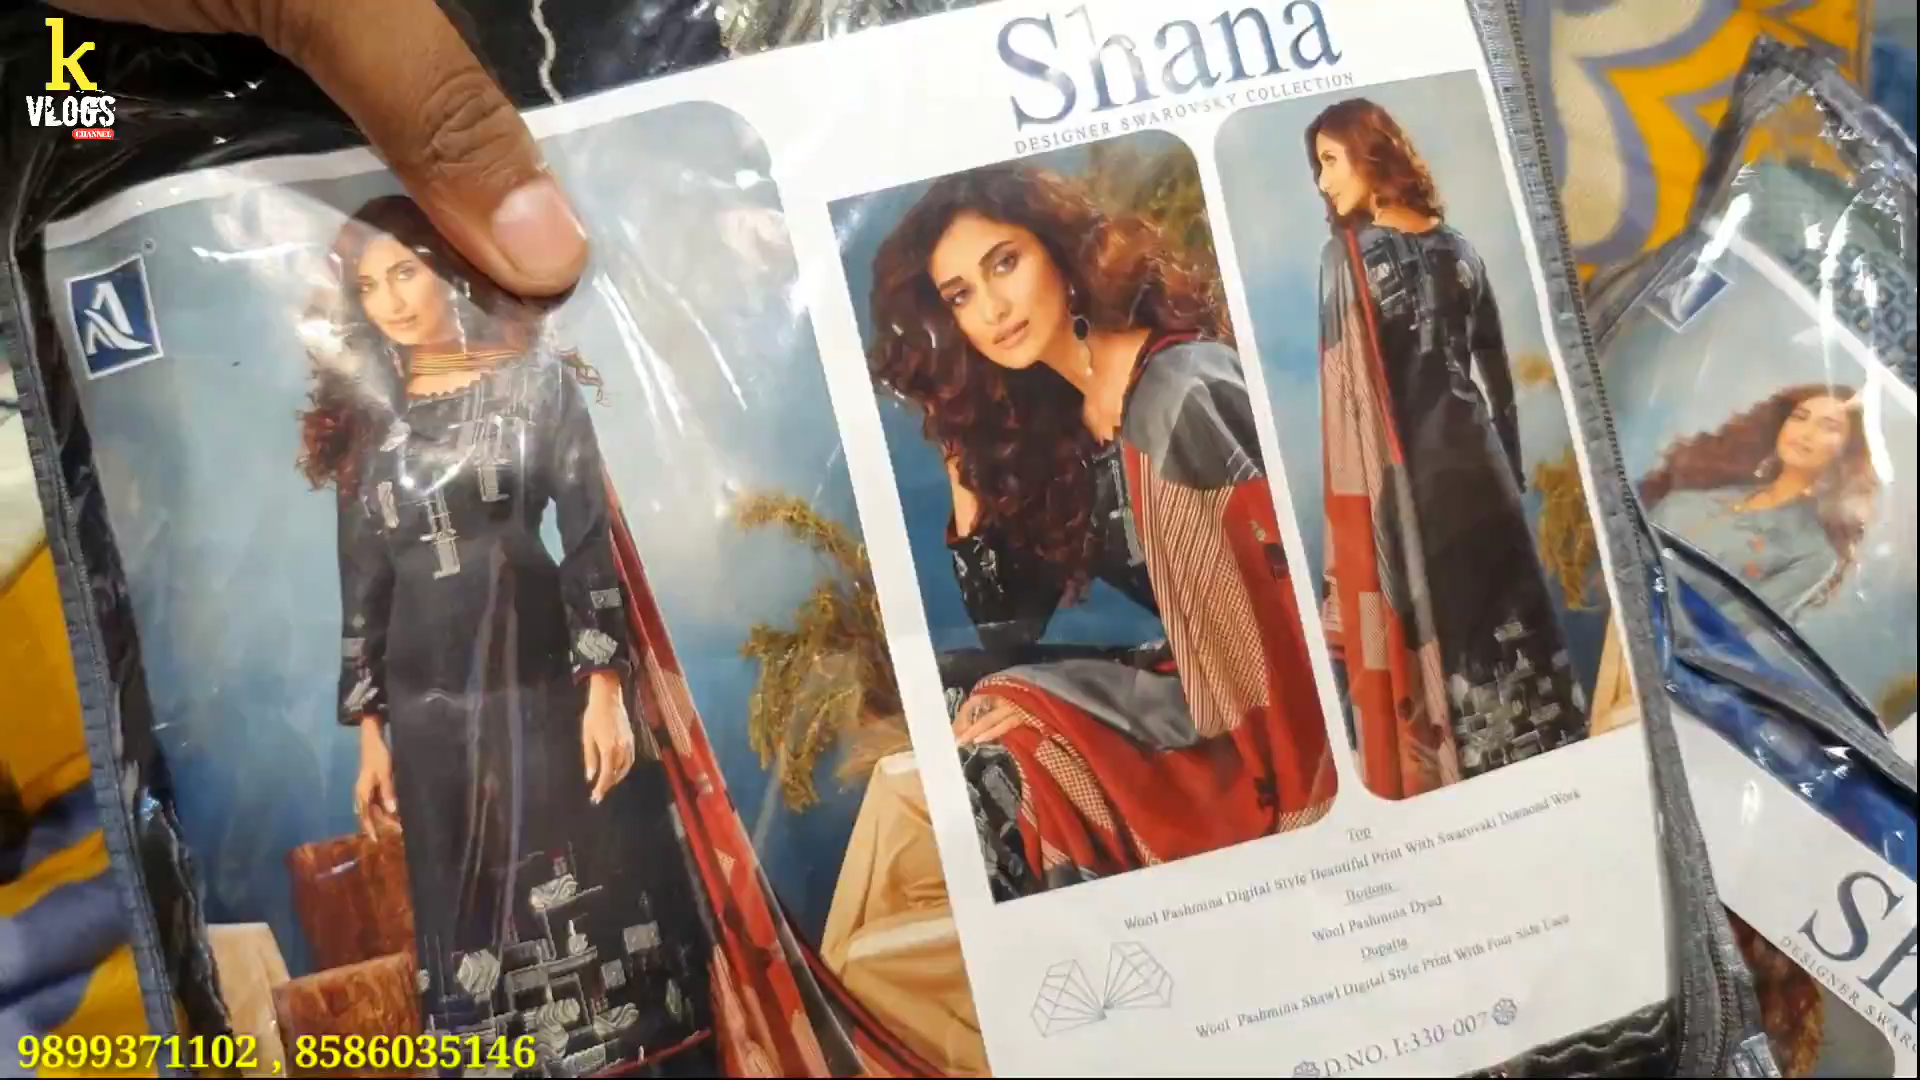 k
VLOGS
CHANNEL
Shana
DESIGNER SWAROVSKY COLLECTION
Top
Wool Pashmina Digital Style Beautiful Print With Swarovski Diamond Work
Bottom
Wool Pashmina Dyed
Dupatta
Wool Pashmina Shawl Digital Style Print With Four Side Lace
D.NO. I:330-007
DESIGNER
9899371102 , 8586035146